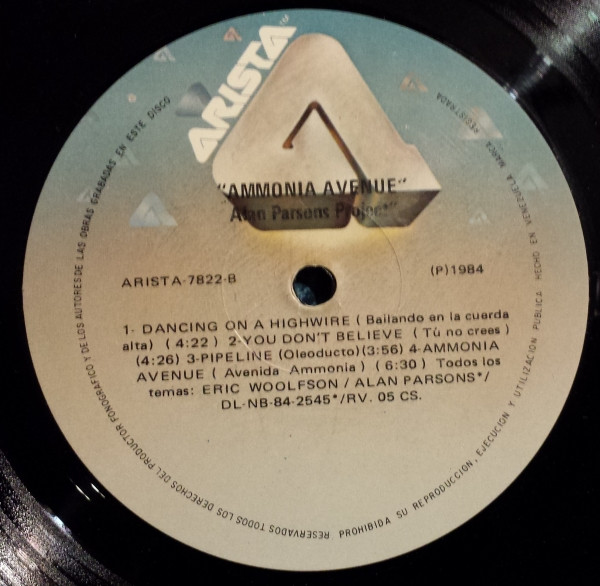 ARISTA™
"AMMONIA AVENUE"
"Alan Parsons Project"
ARISTA-7822-B
(P)1984
1- DANCING ON A HIGHWIRE ( Bailando en la cuerda
alta) ( 4:22 ) 2-YOU DON'T BELIEVE ( Tú no crees )
(4:26) 3-PIPELINE (Oleoducto)(3:56) 4-AMMONIA
AVENUE ( Avenida Ammonia ) ( 6:30 ) Todos los
temas: ERIC WOOLFSON / ALAN PARSONS*/
DL-NB-84-2545*/RV. 05 CS.
RESERVADOS TODOS LOS DERECHOS DEL PRODUCTOR FONOGRAFICO Y DE LOS AUTORES DE LAS OBRAS GRABADAS EN ESTE DISCO
PROHIBIDA SU REPRODUCCION, EJECUCION Y UTILIZACION PUBLICA HECHO EN VENEZUELA MARCA REGISTRADA